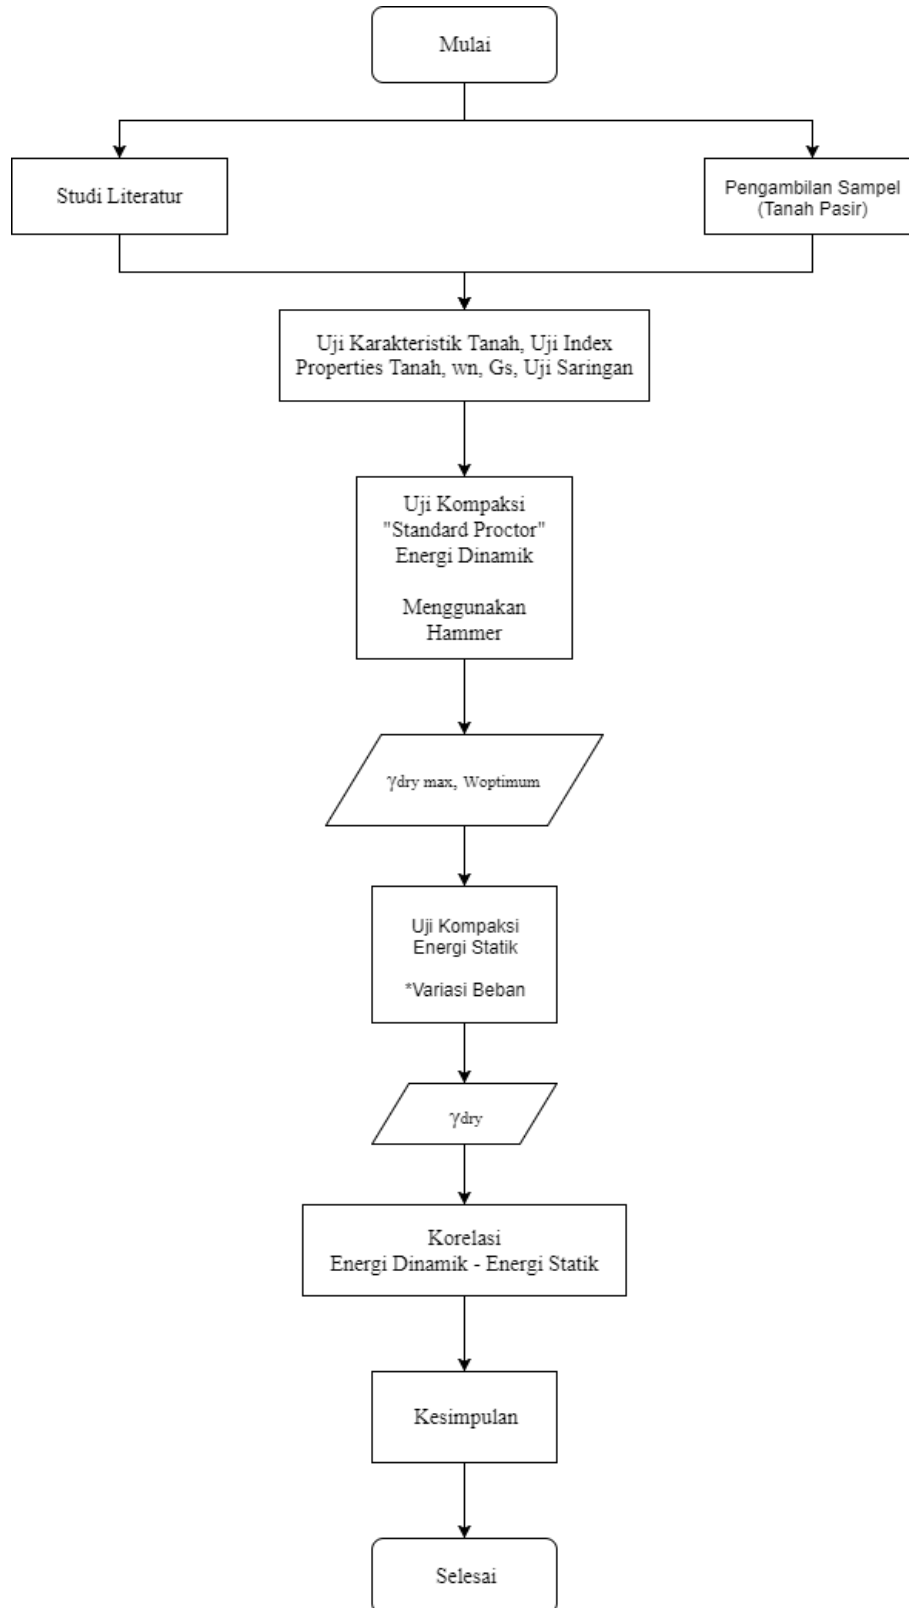 Mulai
Studi Literatur
Pengambilan Sampel
(Tanah Pasir)
Uji Karakteristik Tanah, Uji Index
Properties Tanah, wn, Gs, Uji Saringan
Uji Kompaksi
"Standard Proctor"
Energi Dinamik
Menggunakan
Hammer
γdry max, Woptimum
Uji Kompaksi
Energi Statik
*Variasi Beban
γdry
Korelasi
Energi Dinamik - Energi Statik
Kesimpulan
Selesai